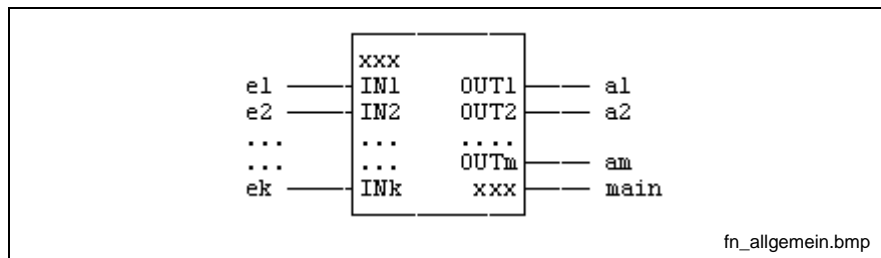 xxx
e1 IN1 OUT1 a1
e2 IN2 OUT2 a2
... ... ....
... ... OUTm am
ek INk xxx main
fn_allgemein.bmp